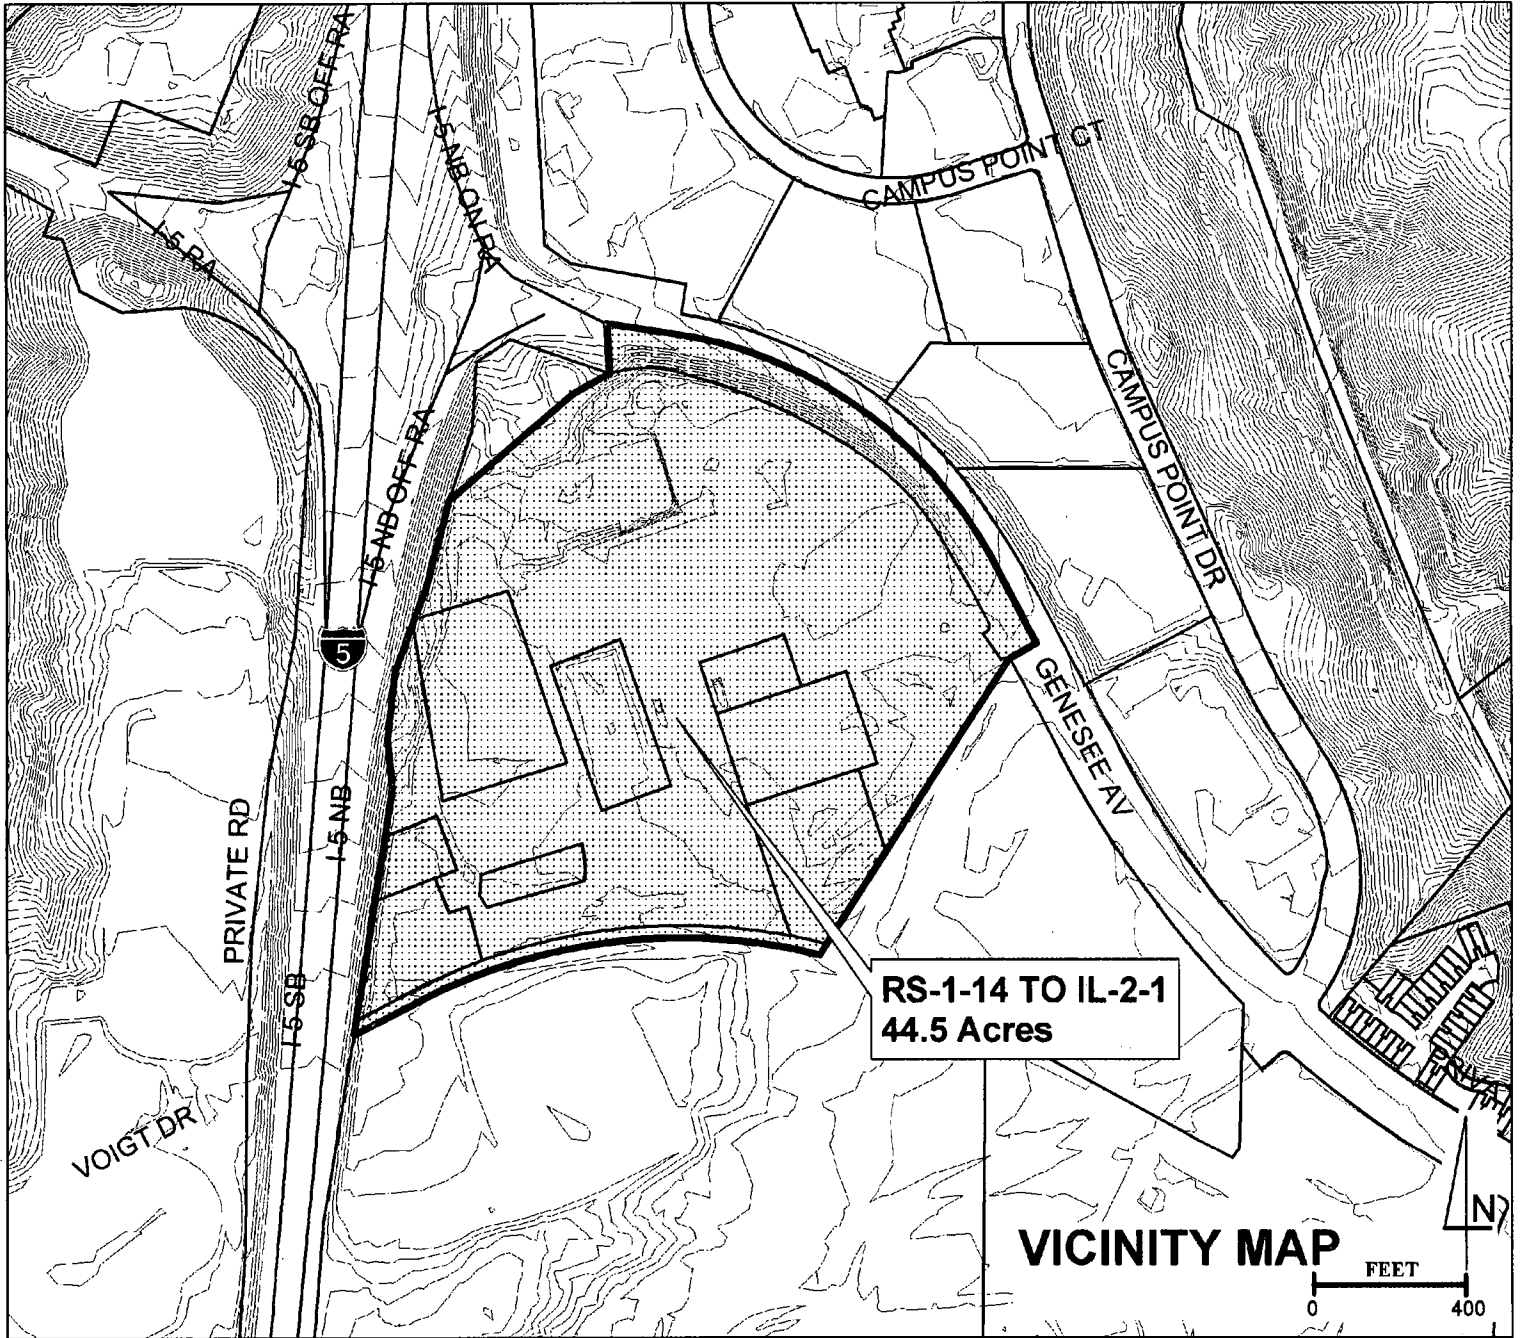 I-5 SB OFF RA
I-5 NB ON RA
CAMPUS POINT CT
I-5 RA
CAMPUS POINT DR
I-5 NB OFF RA
5
GENESEE AV
PRIVATE RD
I-5 NB
I-5 SB
RS-1-14 TO IL-2-1
44.5 Acres
VOIGT DR
N
VICINITY MAP
FEET
0 400